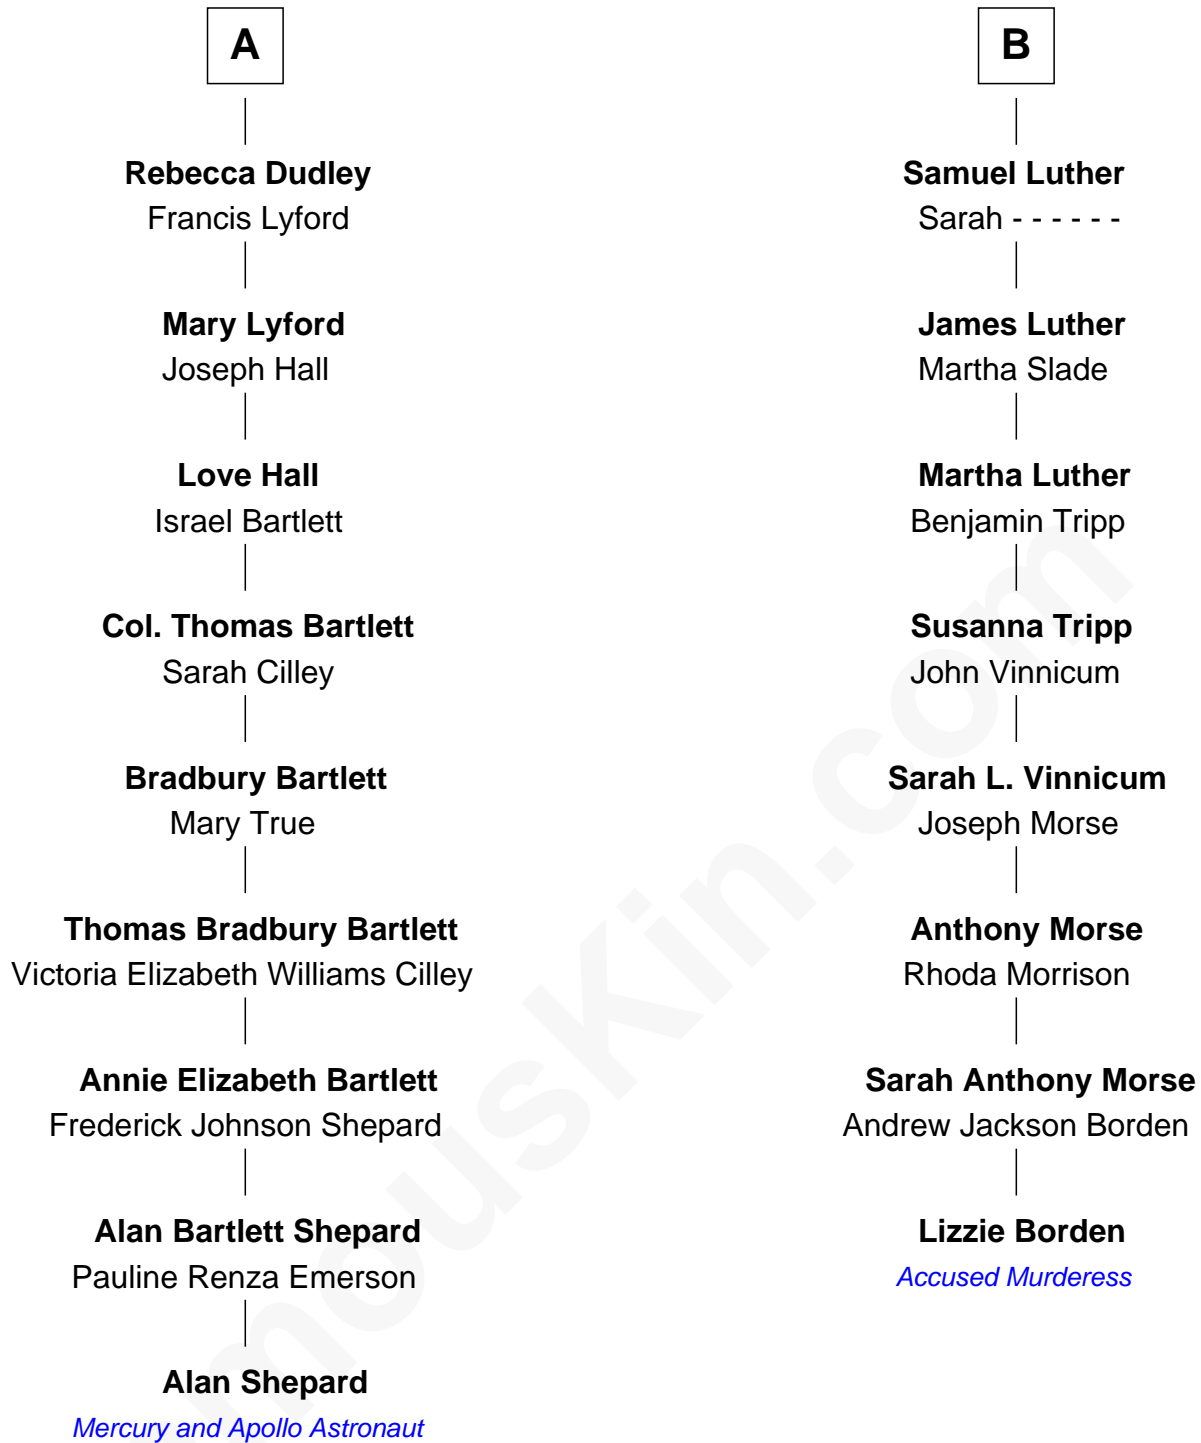 A
Rebecca Dudley
Francis Lyford
Mary Lyford
Joseph Hall
Love Hall
Israel Bartlett
Col. Thomas Bartlett
Sarah Cilley
Bradbury Bartlett
Mary True
Thomas Bradbury Bartlett
Victoria Elizabeth Williams Cilley
Annie Elizabeth Bartlett
Frederick Johnson Shepard
Alan Bartlett Shepard
Pauline Renza Emerson
Alan Shepard
Mercury and Apollo Astronaut
B
Samuel Luther
Sarah - - - - - -
James Luther
Martha Slade
Martha Luther
Benjamin Tripp
Susanna Tripp
John Vinnicum
Sarah L. Vinnicum
Joseph Morse
Anthony Morse
Rhoda Morrison
Sarah Anthony Morse
Andrew Jackson Borden
Lizzie Borden
Accused Murderess
mousKin.com